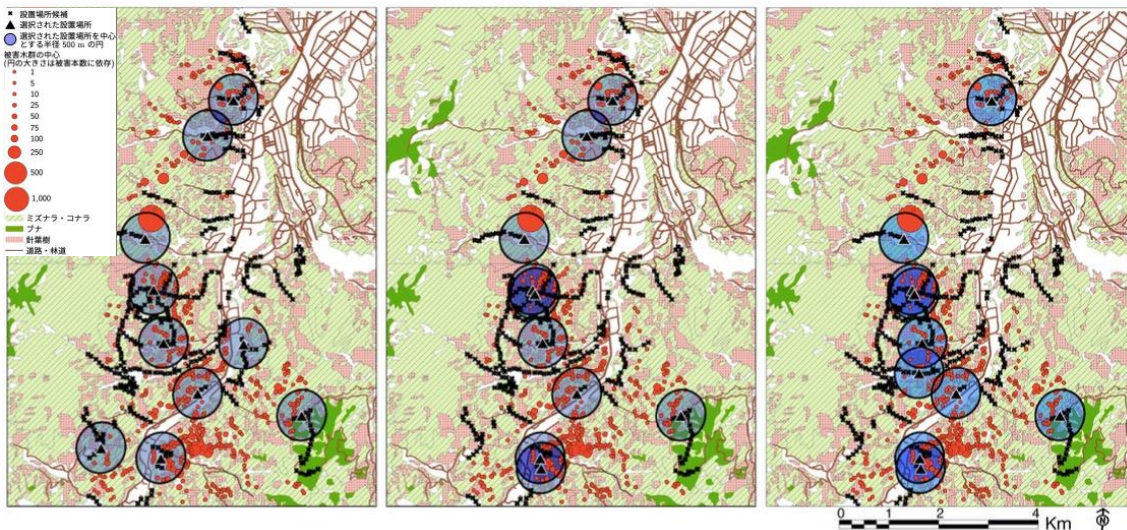 設置場所候補
選択された設置場所
選択された設置場所を中心
とする半径 500 m の円
被害木群の中心
(円の大きさは被害本数に依存)
1
5
10
25
50
75
100
250
500
1,000
ミズナラ・コナラ
ブナ
針葉樹
道路・林道
0 1 2 4 Km